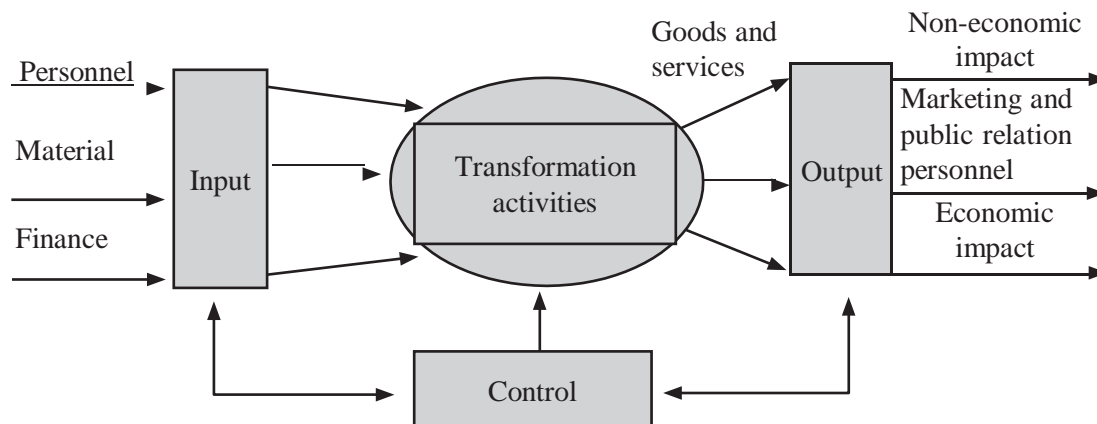 Personnel
Material
Finance
Input
Transformation
activities
Goods and
services
Output
Non-economic
impact
Marketing and
public relation
personnel
Economic
impact
Control